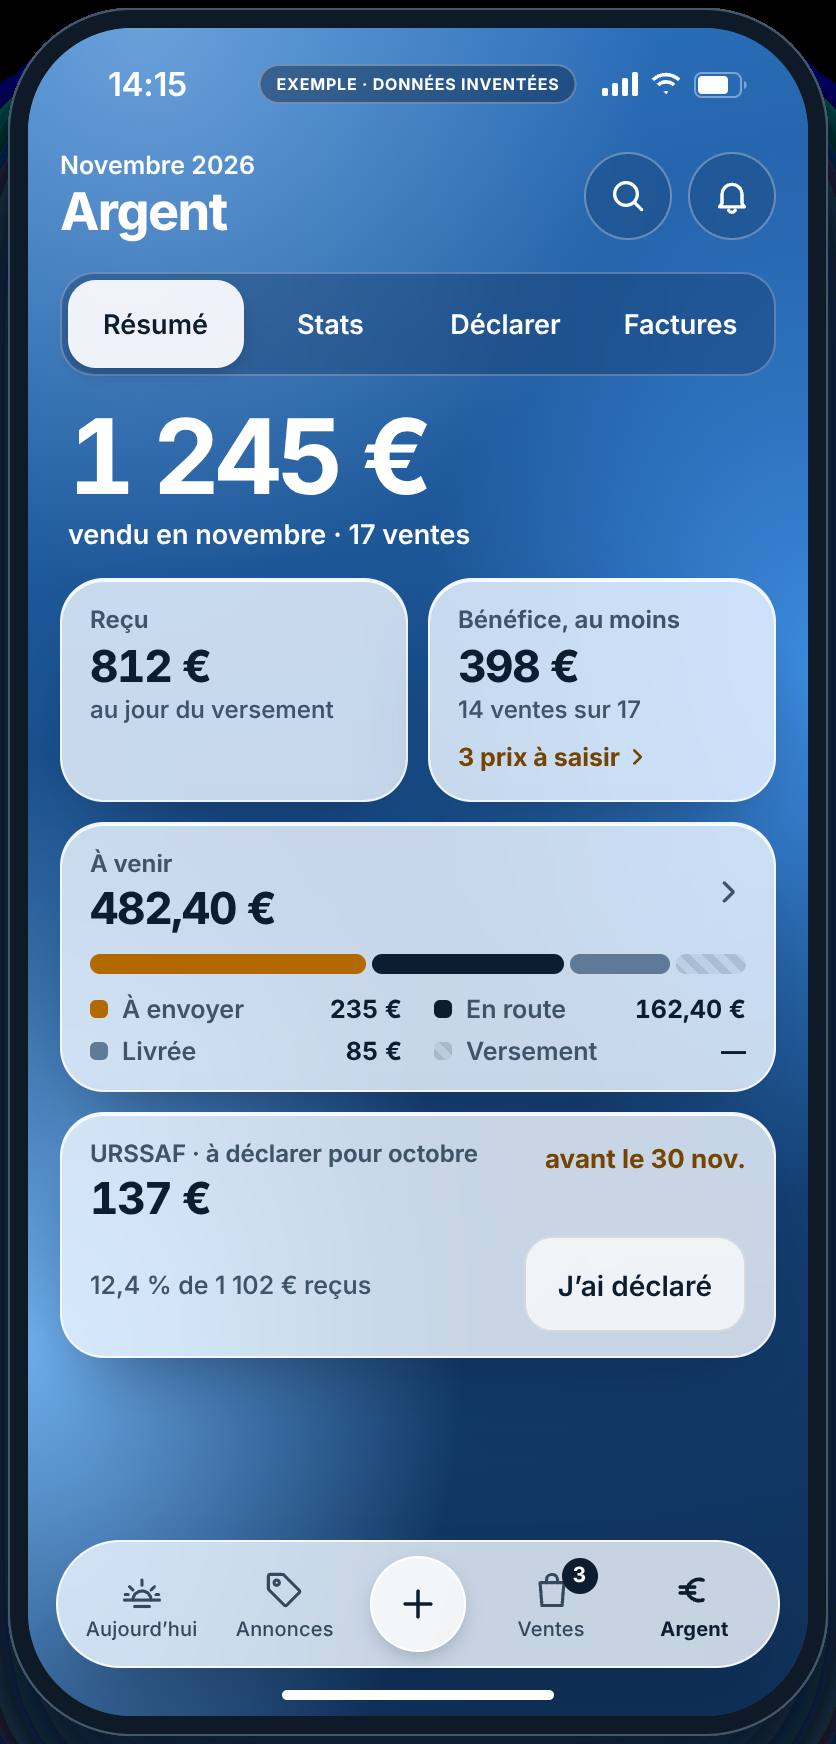 14:15
EXEMPLE · DONNÉES INVENTÉES
Novembre 2026
Argent
Résumé Stats Déclarer Factures
1 245 €
vendu en novembre · 17 ventes
Reçu
812 €
au jour du versement
Bénéfice, au moins
398 €
14 ventes sur 17
3 prix à saisir
À venir
482,40 €
À envoyer 235 €
En route 162,40 €
Livrée 85 €
Versement —
URSSAF · à déclarer pour octobre
avant le 30 nov.
137 €
12,4 % de 1 102 € reçus
J’ai déclaré
Aujourd’hui
Annonces
3
Ventes
Argent